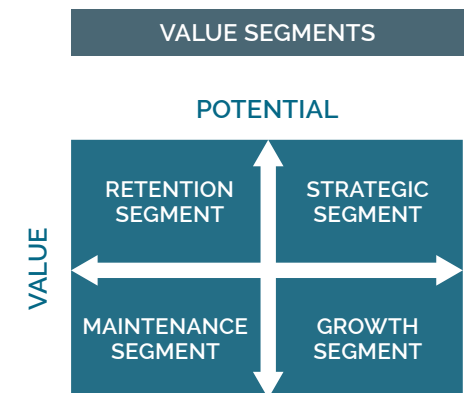 VALUE SEGMENTS
POTENTIAL
VALUE
RETENTION
SEGMENT
STRATEGIC
SEGMENT
MAINTENANCE
SEGMENT
GROWTH
SEGMENT